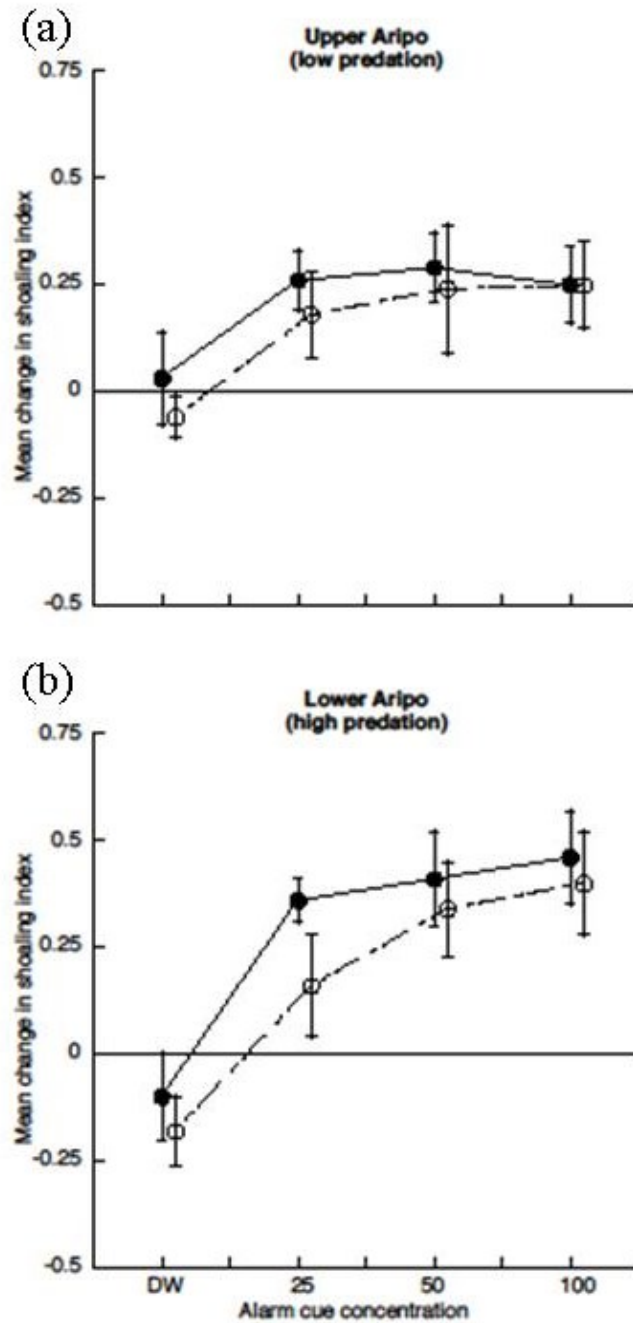 (a)
Upper Aripo
(low predation)
0.75
0.5
0.25
0
-0.25
-0.5
Mean change in shoaling index
(b)
Lower Aripo
(high predation)
0.75
0.5
0.25
0
-0.25
-0.5
Mean change in shoaling index
DW 25 50 100
Alarm cue concentration